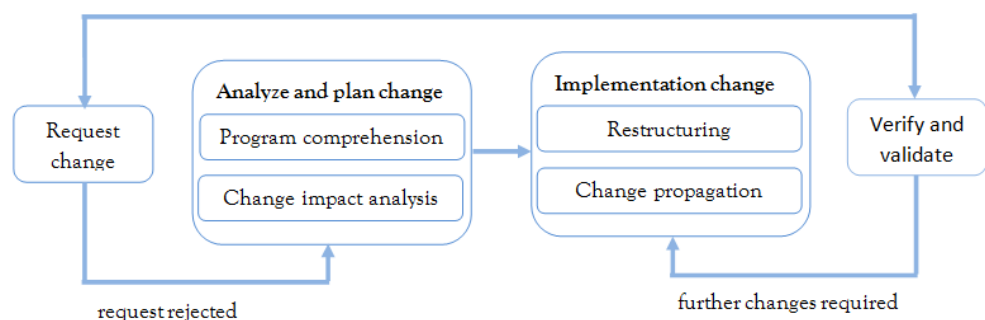 Request
change
Analyze and plan change
Program comprehension
Change impact analysis
Implementation change
Restructuring
Change propagation
Verify and
validate
request rejected
further changes required